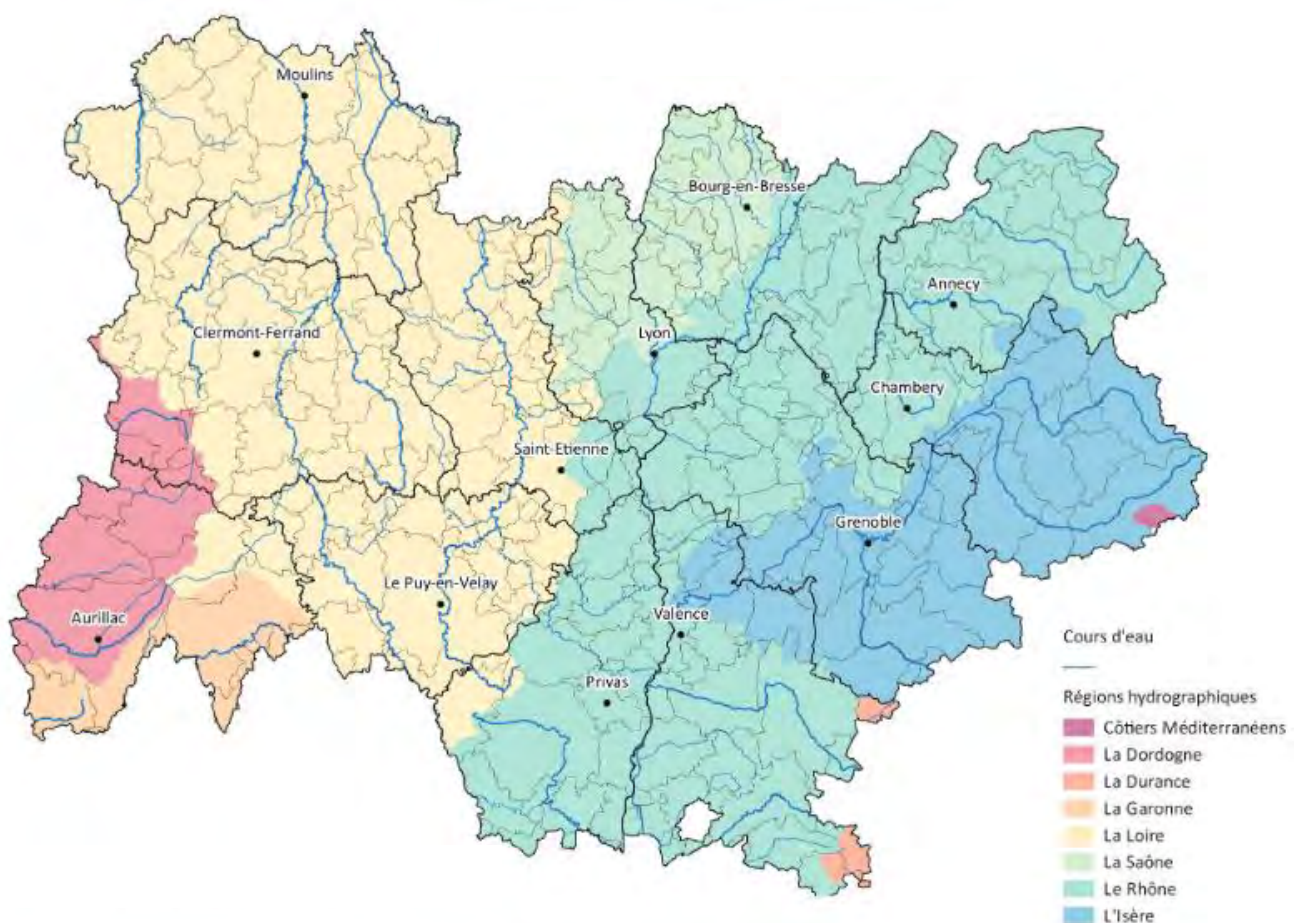 Moulins
Bourg-en-Bresse
Annecy
Clermont-Ferrand
Lyon
Chambery
Saint-Etienne
Grenoble
Le Puy-en-Velay
Valence
Aurillac
Privas
Cours d'eau
Régions hydrographiques
Côtiers Méditerranéens
La Dordogne
La Durance
La Garonne
La Loire
La Saône
Le Rhône
L'Isère